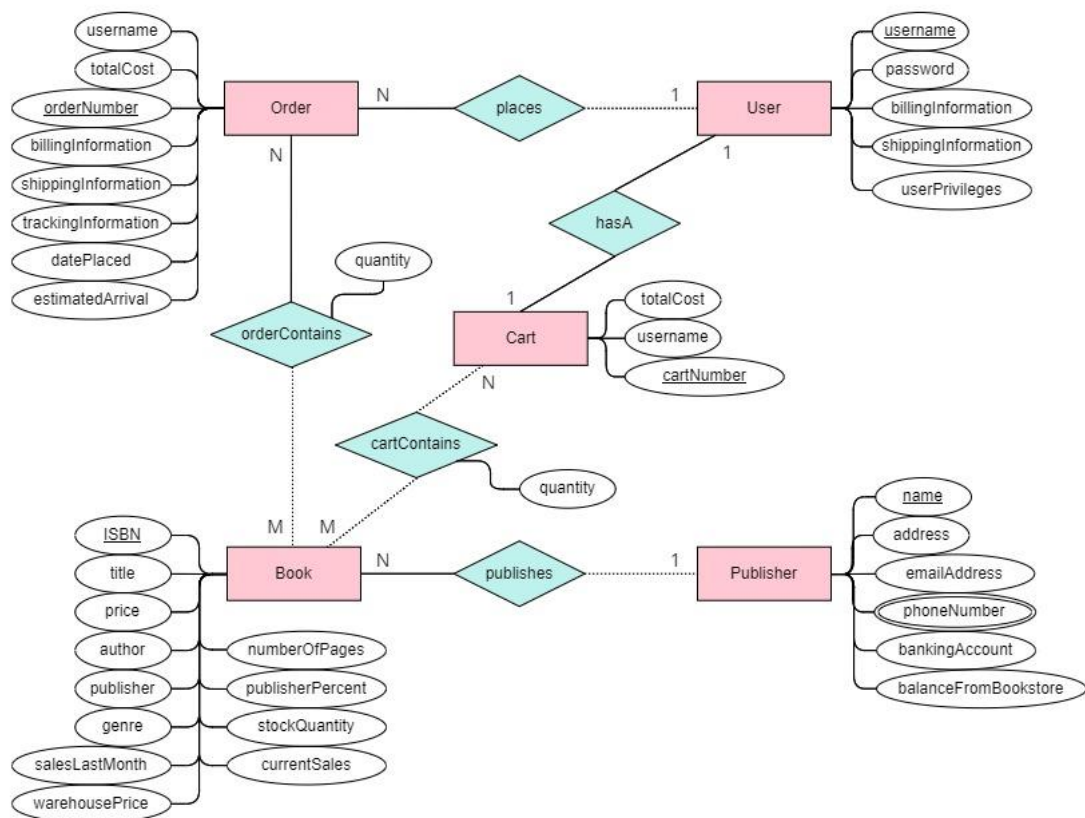 username
totalCost
orderNumber
billingInformation
shippingInformation
trackingInformation
datePlaced
estimatedArrival
Order
N
places
1
User
username
password
billingInformation
shippingInformation
userPrivileges
N
1
hasA
quantity
orderContains
1
Cart
totalCost
username
cartNumber
N
cartContains
quantity
M
M
ISBN
title
price
author
publisher
genre
salesLastMonth
warehousePrice
numberOfPages
publisherPercent
stockQuantity
currentSales
Book
N
publishes
1
Publisher
name
address
emailAddress
phoneNumber
bankingAccount
balanceFromBookstore